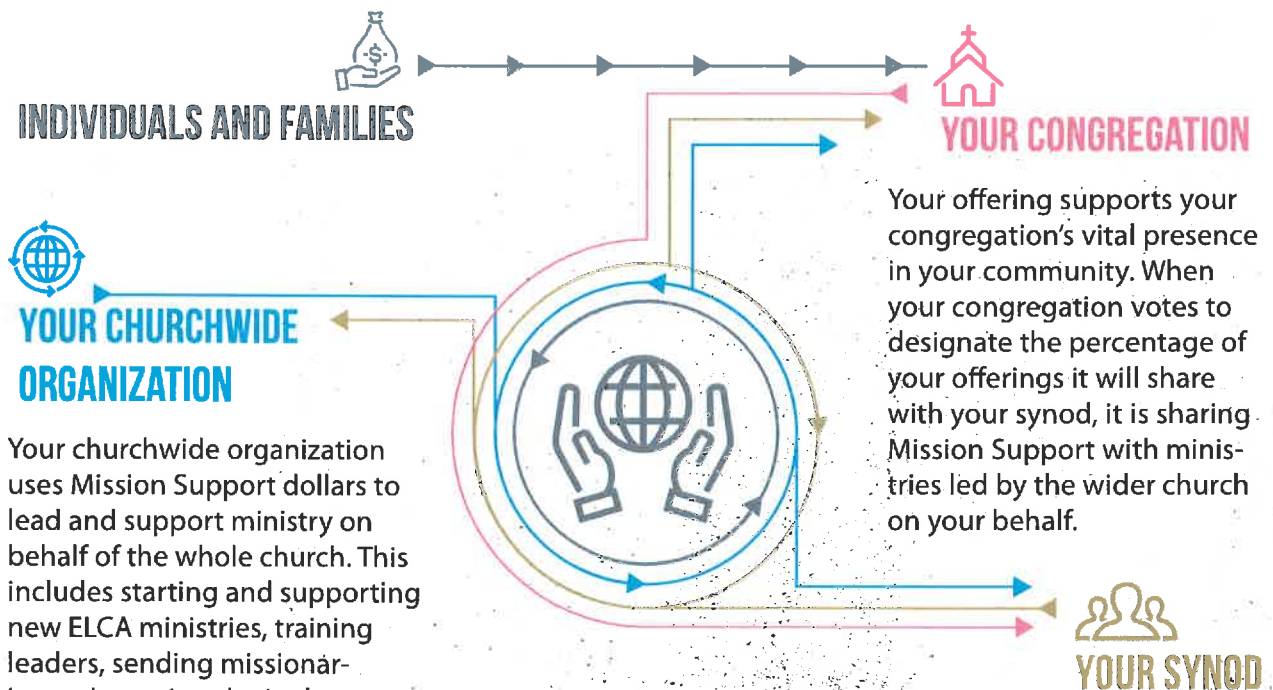 $
INDIVIDUALS AND FAMILIES
YOUR CONGREGATION
Your offering supports your
congregation's vital presence
in your community. When
your congregation votes to
designate the percentage of
your offerings it will share
with your synod, it is sharing
Mission Support with minis-
tries led by the wider church
on your behalf.
YOUR CHURCHWIDE
ORGANIZATION
Your churchwide organization
uses Mission Support dollars to
lead and support ministry on
behalf of the whole church. This
includes starting and supporting
new ELCA ministries, training
leaders, sending missionar-
YOUR SYNOD